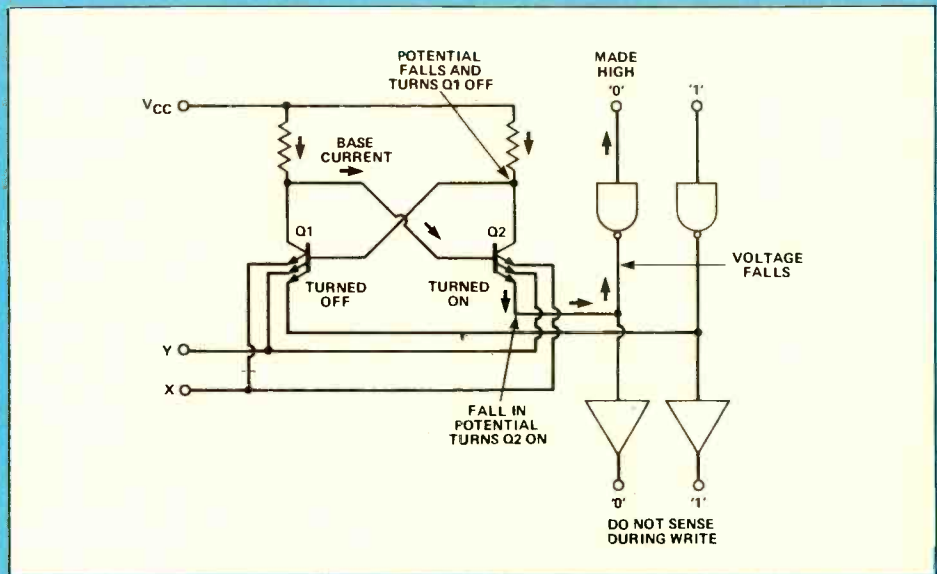 POTENTIAL
FALLS AND
TURNS Q1 OFF
MADE
HIGH
'0'
'1'
VCC
BASE
CURRENT
Q1
Q2
TURNED
OFF
TURNED
ON
VOLTAGE
FALLS
Y
X
FALL IN
POTENTIAL
TURNS Q2 ON
'0'
'1'
DO NOT SENSE
DURING WRITE